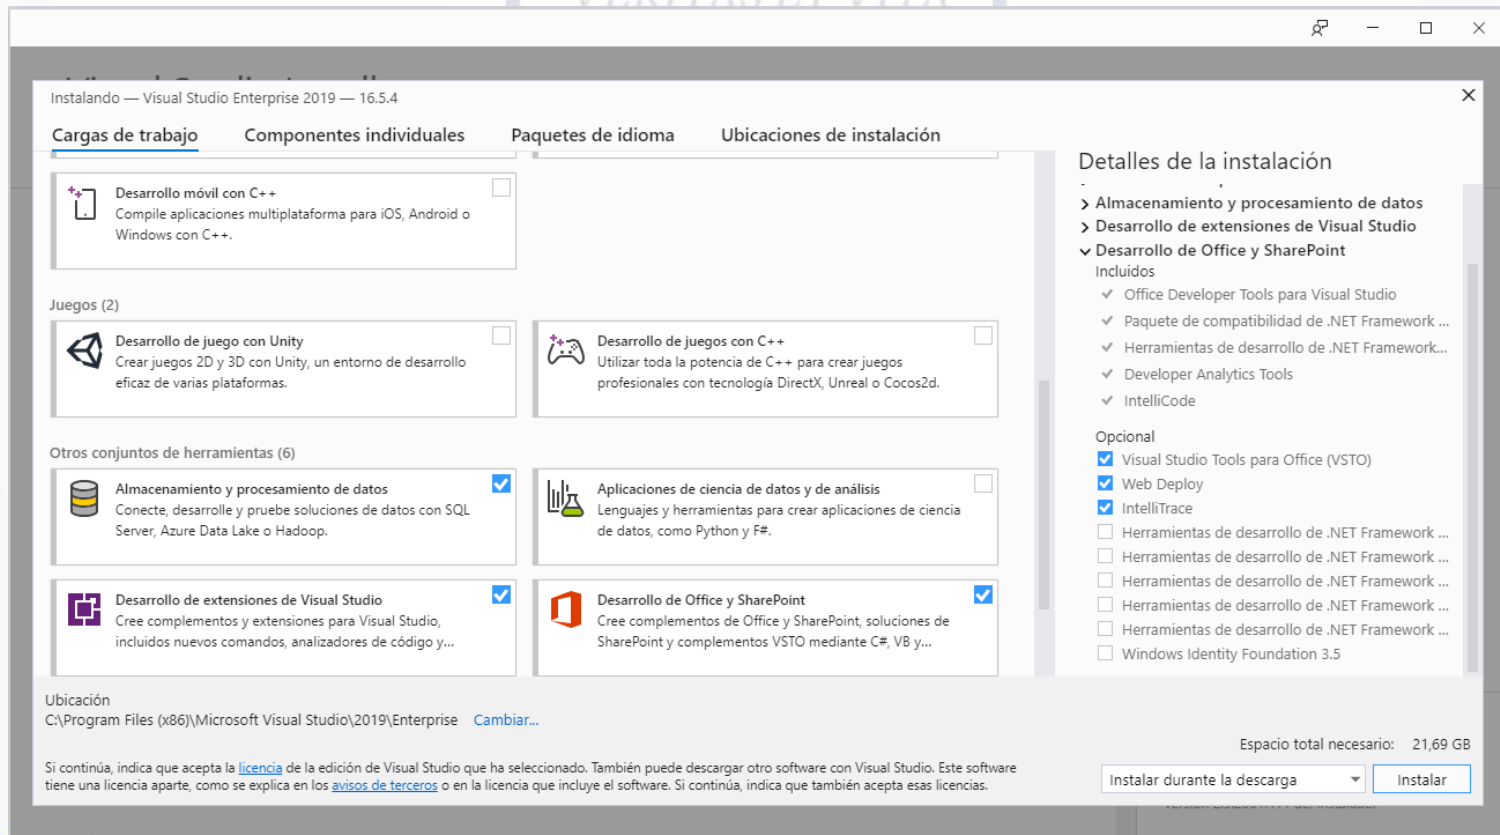 VERITAS ET VITA
Instalando — Visual Studio Enterprise 2019 — 16.5.4
Cargas de trabajo
Componentes individuales
Paquetes de idioma
Ubicaciones de instalación
Desarrollo móvil con C++
Compile aplicaciones multiplataforma para iOS, Android o
Windows con C++.
Juegos (2)
Desarrollo de juego con Unity
Crear juegos 2D y 3D con Unity, un entorno de desarrollo
eficaz de varias plataformas.
Desarrollo de juegos con C++
Utilizar toda la potencia de C++ para crear juegos
profesionales con tecnología DirectX, Unreal o Cocos2d.
Otros conjuntos de herramientas (6)
Almacenamiento y procesamiento de datos
Conecte, desarrolle y pruebe soluciones de datos con SQL
Server, Azure Data Lake o Hadoop.
Aplicaciones de ciencia de datos y de análisis
Lenguajes y herramientas para crear aplicaciones de ciencia
de datos, como Python y F#.
Desarrollo de extensiones de Visual Studio
Cree complementos y extensiones para Visual Studio,
incluidos nuevos comandos, analizadores de código y...
Desarrollo de Office y SharePoint
Cree complementos de Office y SharePoint, soluciones de
SharePoint y complementos VSTO mediante C#, VB y...
Detalles de la instalación
Almacenamiento y procesamiento de datos
Desarrollo de extensiones de Visual Studio
Desarrollo de Office y SharePoint
Incluidos
Office Developer Tools para Visual Studio
Paquete de compatibilidad de .NET Framework ...
Herramientas de desarrollo de .NET Framework...
Developer Analytics Tools
IntelliCode
Opcional
Visual Studio Tools para Office (VSTO)
Web Deploy
IntelliTrace
Herramientas de desarrollo de .NET Framework ...
Herramientas de desarrollo de .NET Framework ...
Herramientas de desarrollo de .NET Framework ...
Herramientas de desarrollo de .NET Framework ...
Herramientas de desarrollo de .NET Framework ...
Windows Identity Foundation 3.5
Ubicación
C:\Program Files (x86)\Microsoft Visual Studio\2019\Enterprise Cambiar...
Espacio total necesario: 21,69 GB
Si continúa, indica que acepta la licencia de la edición de Visual Studio que ha seleccionado. También puede descargar otro software con Visual Studio. Este software
tiene una licencia aparte, como se explica en los avisos de terceros o en la licencia que incluye el software. Si continúa, indica que también acepta esas licencias.
Instalar durante la descarga
Instalar